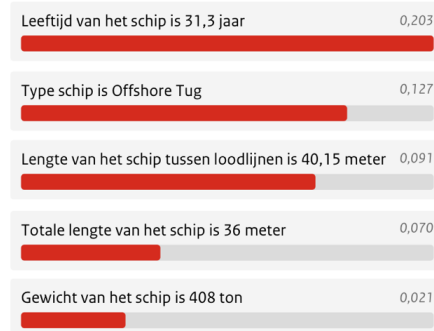 Leeftijd van het schip is 31,3 jaar 0,203
Type schip is Offshore Tug 0,127
Lengte van het schip tussen loodlijnen is 40,15 meter 0,091
Totale lengte van het schip is 36 meter 0,070
Gewicht van het schip is 408 ton 0,021